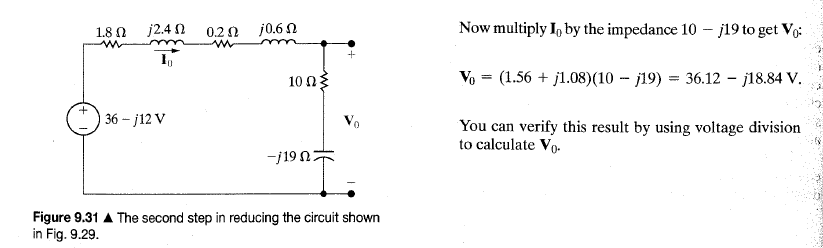 1.8 Ω j2.4 Ω 0.2 Ω j0.6 Ω
I₀
+
10 Ω
+
36 − j12 V
−
V₀
−j19 Ω
−
Figure 9.31 ▲ The second step in reducing the circuit shown
in Fig. 9.29.
Now multiply I₀ by the impedance 10 − j19 to get V₀:
V₀ = (1.56 + j1.08)(10 − j19) = 36.12 − j18.84 V.
You can verify this result by using voltage division
to calculate V₀.